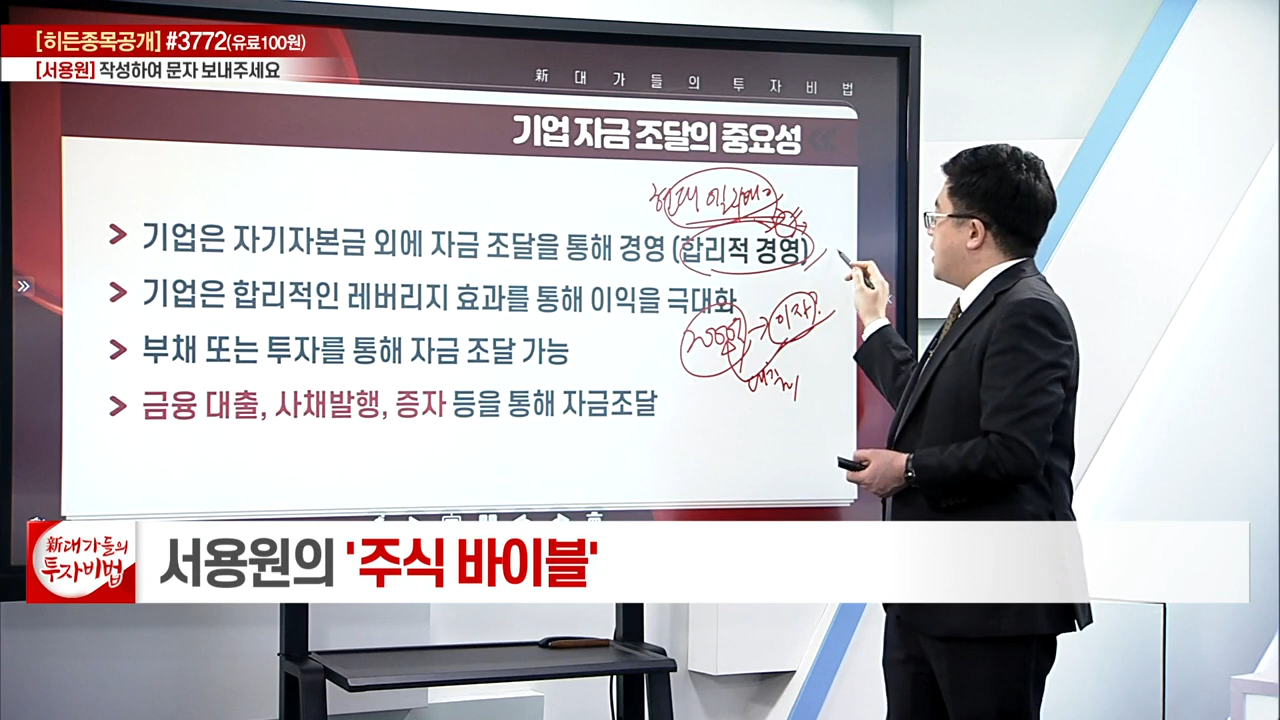 [히든종목공개] #3772(유료100원)
[서용원] 작성하여 문자 보내주세요
新 대 가 들 의 투 자 비 법
기업 자금 조달의 중요성
현대 일리베이
기업은 자기자본금 외에 자금 조달을 통해 경영 (합리적 경영)
기업은 합리적인 레버리지 효과를 통해 이익을 극대화
이자?
부채 또는 투자를 통해 자금 조달 가능
금융 대출, 사채발행, 증자 등을 통해 자금조달
新대가들의
투자비법
서용원의 '주식 바이블'